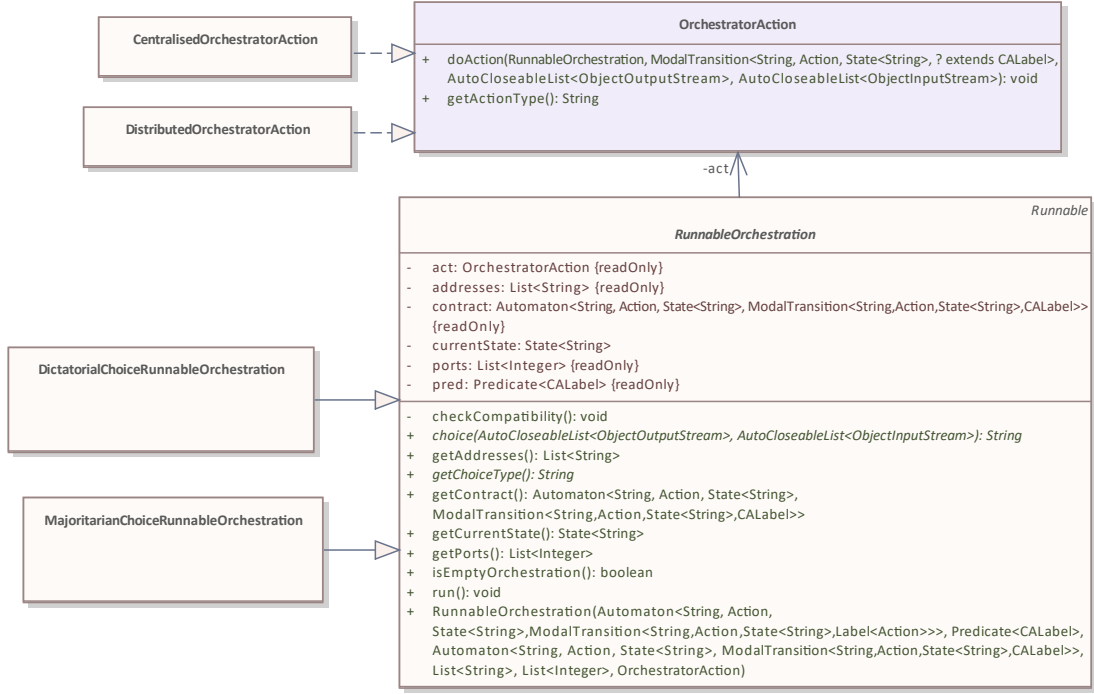 OrchestratorAction
+ doAction(RunnableOrchestration, ModalTransition<String, Action, State<String>, ? extends CALabel>,
AutoCloseableList<ObjectOutputStream>, AutoCloseableList<ObjectInputStream>): void
+ getActionType(): String
CentralisedOrchestratorAction
DistributedOrchestratorAction
-act
Runnable
RunnableOrchestration
- act: OrchestratorAction {readOnly}
- addresses: List<String> {readOnly}
- contract: Automaton<String, Action, State<String>, ModalTransition<String,Action,State<String>,CALabel>>
{readOnly}
- currentState: State<String>
- ports: List<Integer> {readOnly}
- pred: Predicate<CALabel> {readOnly}
- checkCompatibility(): void
+ choice(AutoCloseableList<ObjectOutputStream>, AutoCloseableList<ObjectInputStream>): String
+ getAddresses(): List<String>
+ getChoiceType(): String
+ getContract(): Automaton<String, Action, State<String>,
ModalTransition<String,Action,State<String>,CALabel>>
+ getCurrentState(): State<String>
+ getPorts(): List<Integer>
+ isEmptyOrchestration(): boolean
+ run(): void
+ RunnableOrchestration(Automaton<String, Action,
State<String>,ModalTransition<String,Action,State<String>,Label<Action>>>, Predicate<CALabel>,
Automaton<String, Action, State<String>, ModalTransition<String,Action,State<String>,CALabel>>,
List<String>, List<Integer>, OrchestratorAction)
DictatorialChoiceRunnableOrchestration
MajoritarianChoiceRunnableOrchestration